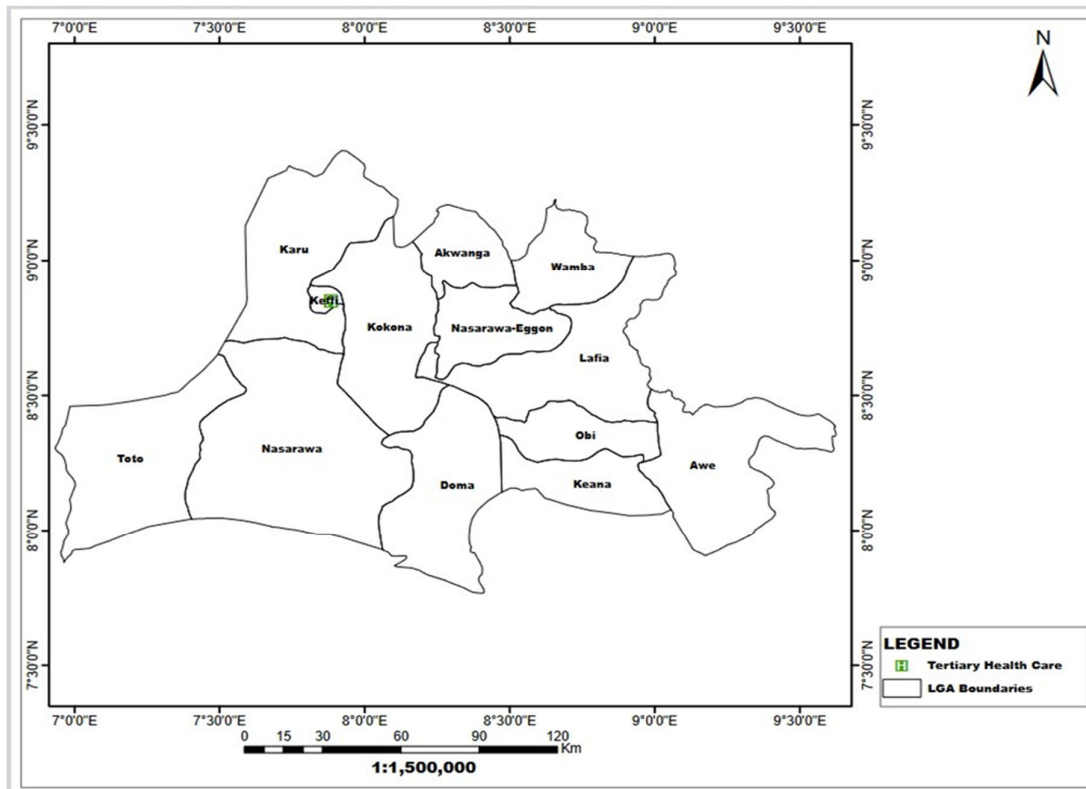 7°0'0"E 7°30'0"E 8°0'0"E 8°30'0"E 9°0'0"E 9°30'0"E
N
9°30'0"N 9°30'0"N
9°0'0"N 9°0'0"N
8°30'0"N 8°30'0"N
8°0'0"N 8°0'0"N
7°30'0"N 7°30'0"N
Karu
Akwanga
Wamba
Keffi
H
Kokona
Nasarawa-Eggon
Lafia
Obi
Nasarawa
Toto
Awe
Doma
Keana
LEGEND
H Tertiary Health Care
LGA Boundaries
7°0'0"E 7°30'0"E 8°0'0"E 8°30'0"E 9°0'0"E 9°30'0"E
0 15 30 60 90 120
Km
1:1,500,000